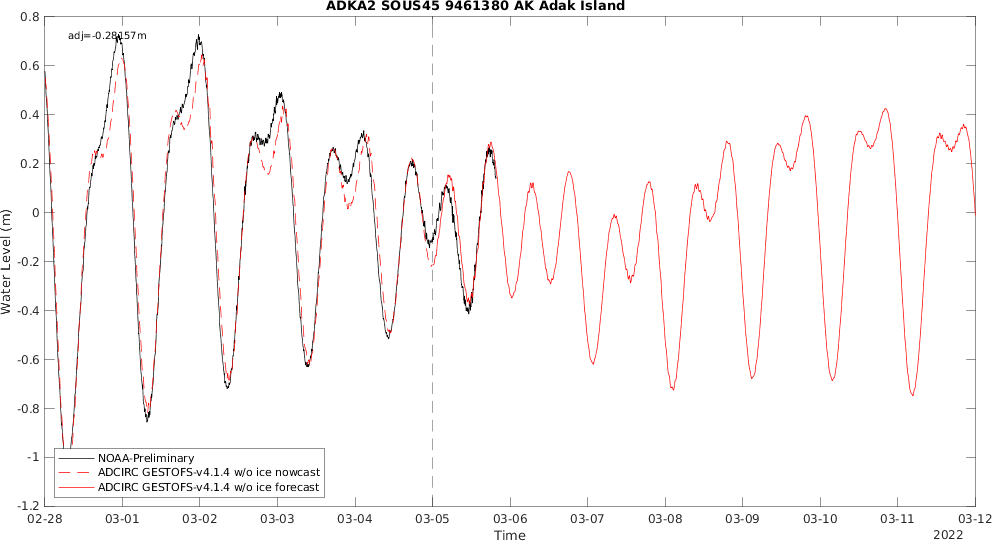 ADKA2 SOUS45 9461380 AK Adak Island
adj=-0.28157m
Water Level (m)
0.8
0.6
0.4
0.2
0
-0.2
-0.4
-0.6
-0.8
-1
-1.2
NOAA-Preliminary
ADCIRC GESTOFS-v4.1.4 w/o ice nowcast
ADCIRC GESTOFS-v4.1.4 w/o ice forecast
02-28 03-01 03-02 03-03 03-04 03-05 03-06 03-07 03-08 03-09 03-10 03-11 03-12
Time
2022